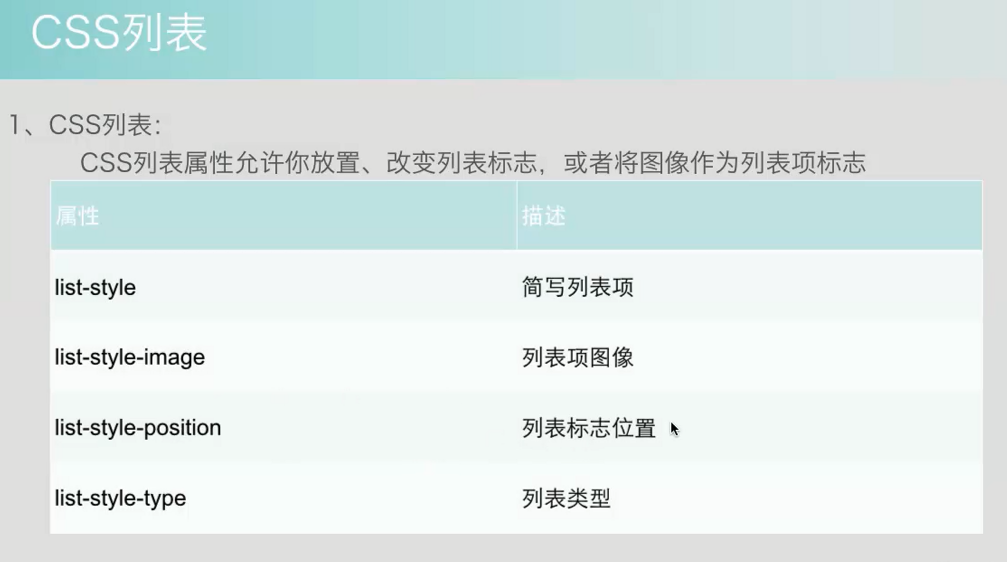 CSS列表
1、CSS列表：
CSS列表属性允许你放置、改变列表标志，或者将图像作为列表项标志
属性 描述
list-style 简写列表项
list-style-image 列表项图像
list-style-position 列表标志位置
list-style-type 列表类型